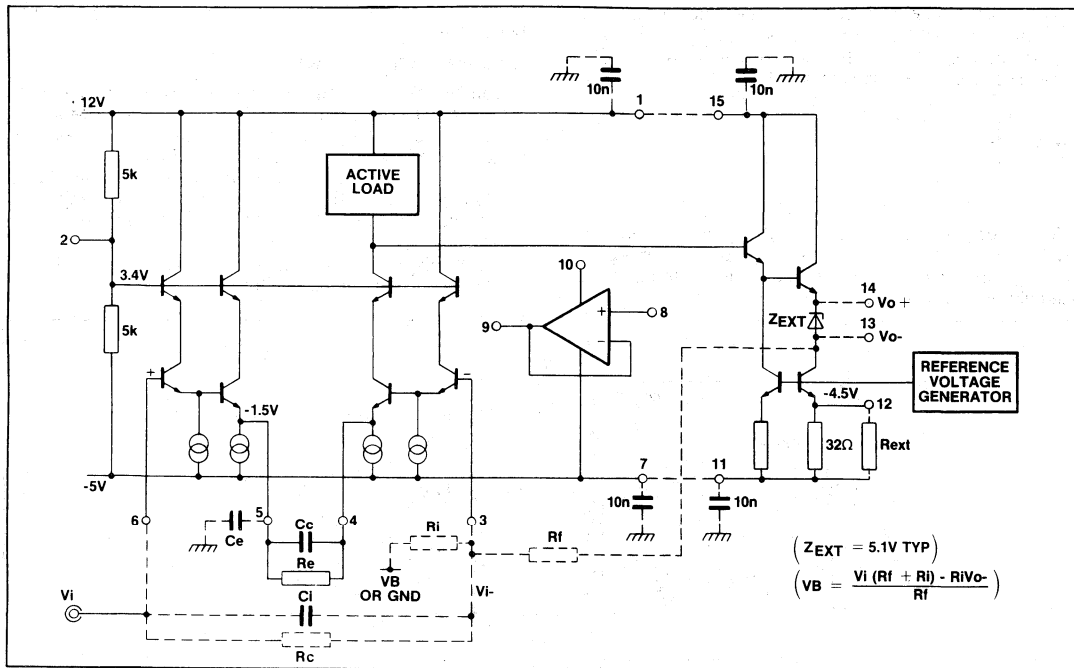 10n
10n
1
15
12V
5k
ACTIVE
LOAD
2
3.4V
10
14
Vo +
+
8
ZEXT
9
-
13
Vo-
5k
+
-
REFERENCE
VOLTAGE
GENERATOR
-1.5V
-4.5V
12
32Ω
Rext
-5V
7
11
10n
10n
6
5
4
3
Ce
Cc
Ri
Rf
Re
VB
OR GND
Vi-
Vi
Ci
Rc
(ZEXT = 5.1V TYP)
(VB = Vi (Rf + Ri) - RiVo-
Rf)